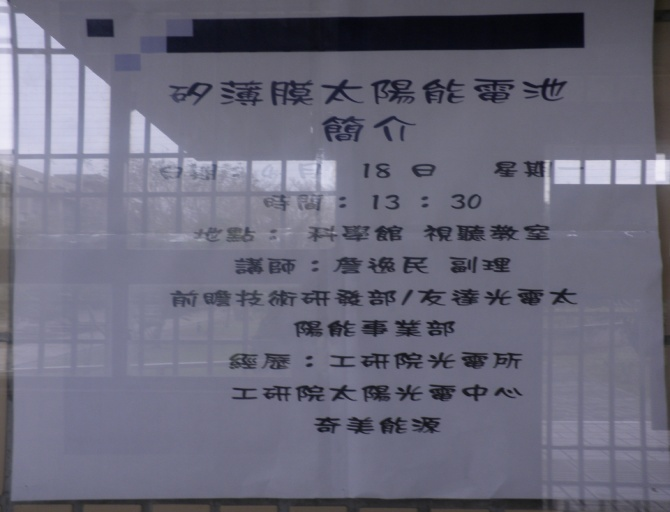 矽薄膜太陽能電池
簡介
日期： 月 18 日 星期
時間：13：30
地點： 科學館 視聽教室
講師：詹逸民 副理
前瞻技術研發部/友達光電太
陽能事業部
經歷：工研院光電所
工研院太陽光電中心
奇美能源